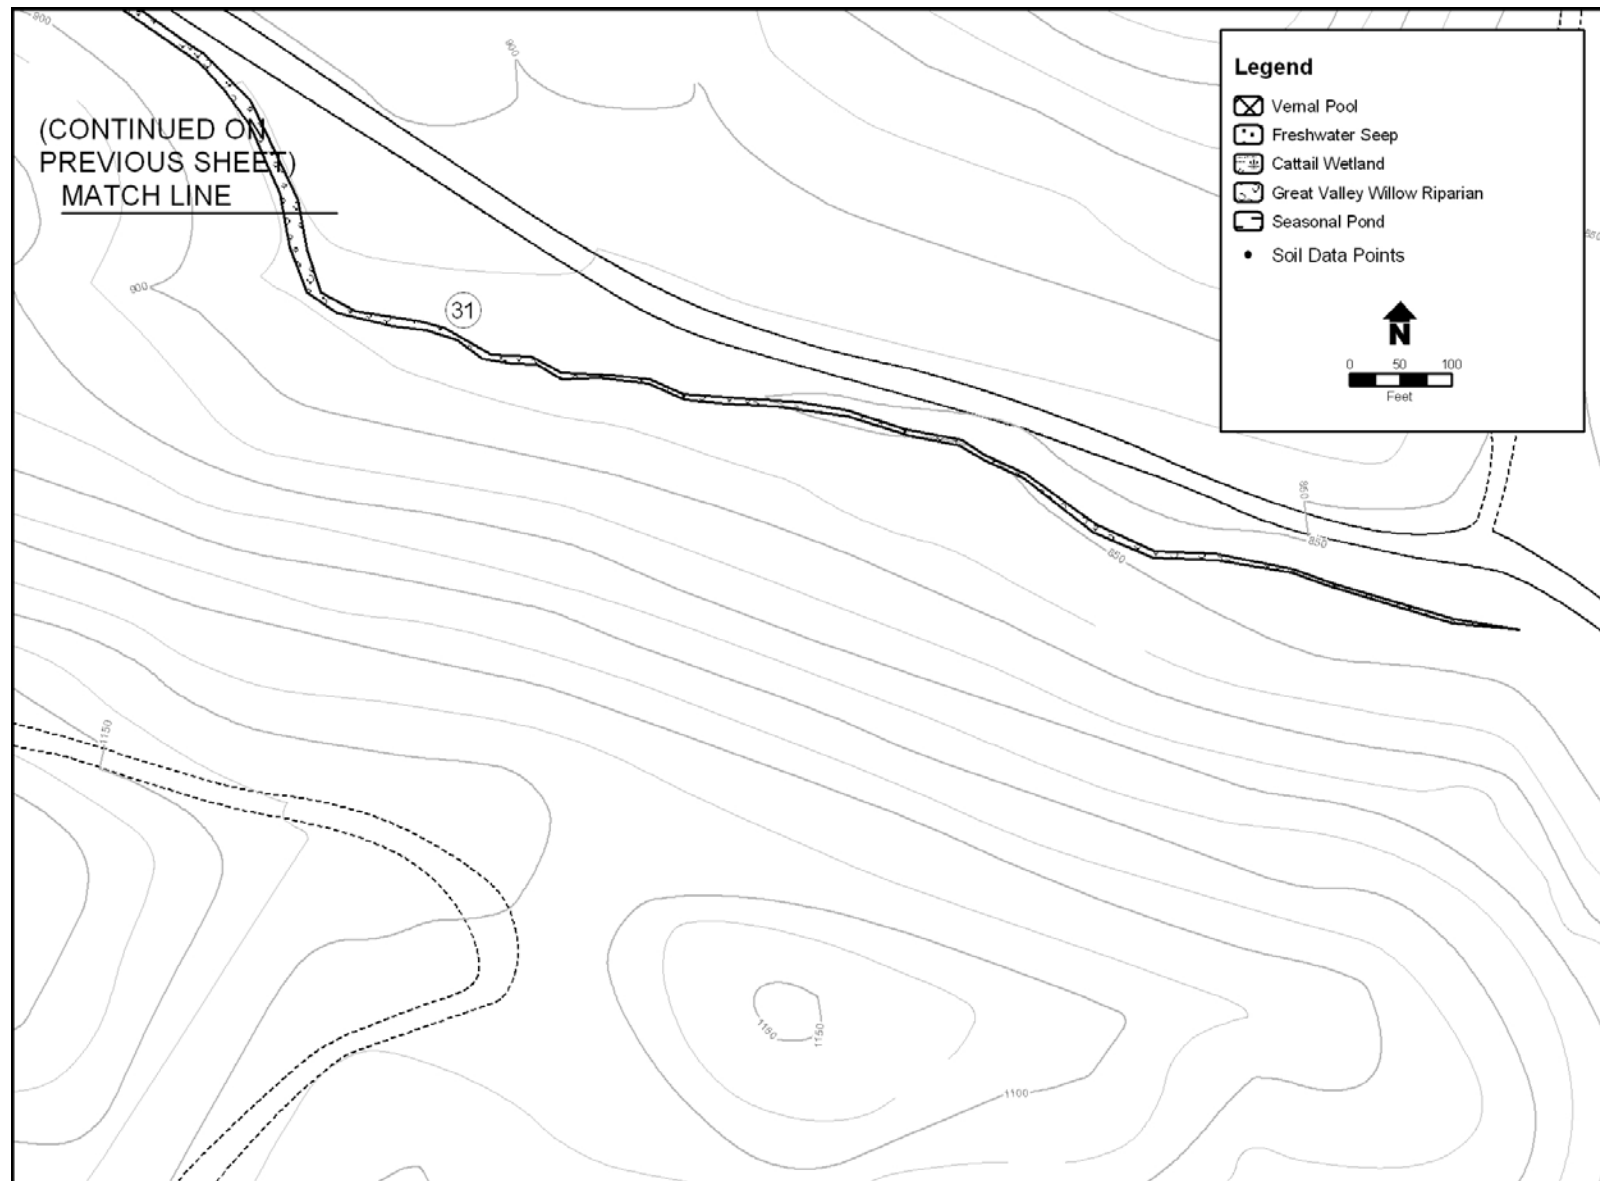 900
900
(CONTINUED ON
PREVIOUS SHEET)
MATCH LINE
900
31
Legend
Vernal Pool
Freshwater Seep
Cattail Wetland
Great Valley Willow Riparian
Seasonal Pond
Soil Data Points
N
0 50 100
Feet
860
850
850
1150
1150
1150
1100